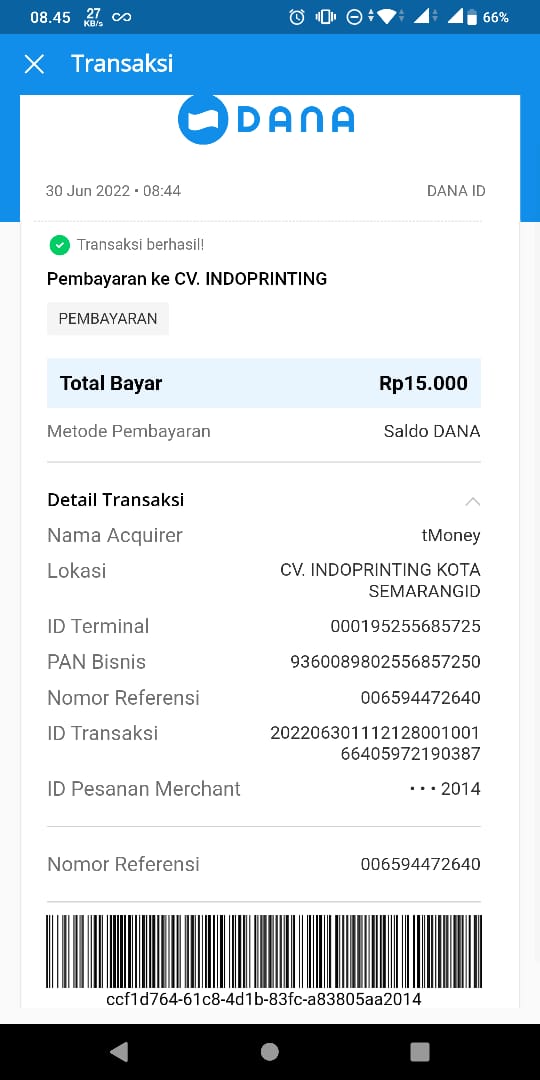 08.45 27 KB/s 66%
Transaksi
DANA
30 Jun 2022 • 08:44 DANA ID
Transaksi berhasil!
Pembayaran ke CV. INDOPRINTING
PEMBAYARAN
Total Bayar Rp15.000
Metode Pembayaran Saldo DANA
Detail Transaksi
Nama Acquirer tMoney
Lokasi CV. INDOPRINTING KOTA
SEMARANGID
ID Terminal 000195255685725
PAN Bisnis 9360089802556857250
Nomor Referensi 006594472640
ID Transaksi 202206301112128001001
66405972190387
ID Pesanan Merchant • • • 2014
Nomor Referensi 006594472640
ccf1d764-61c8-4d1b-83fc-a83805aa2014